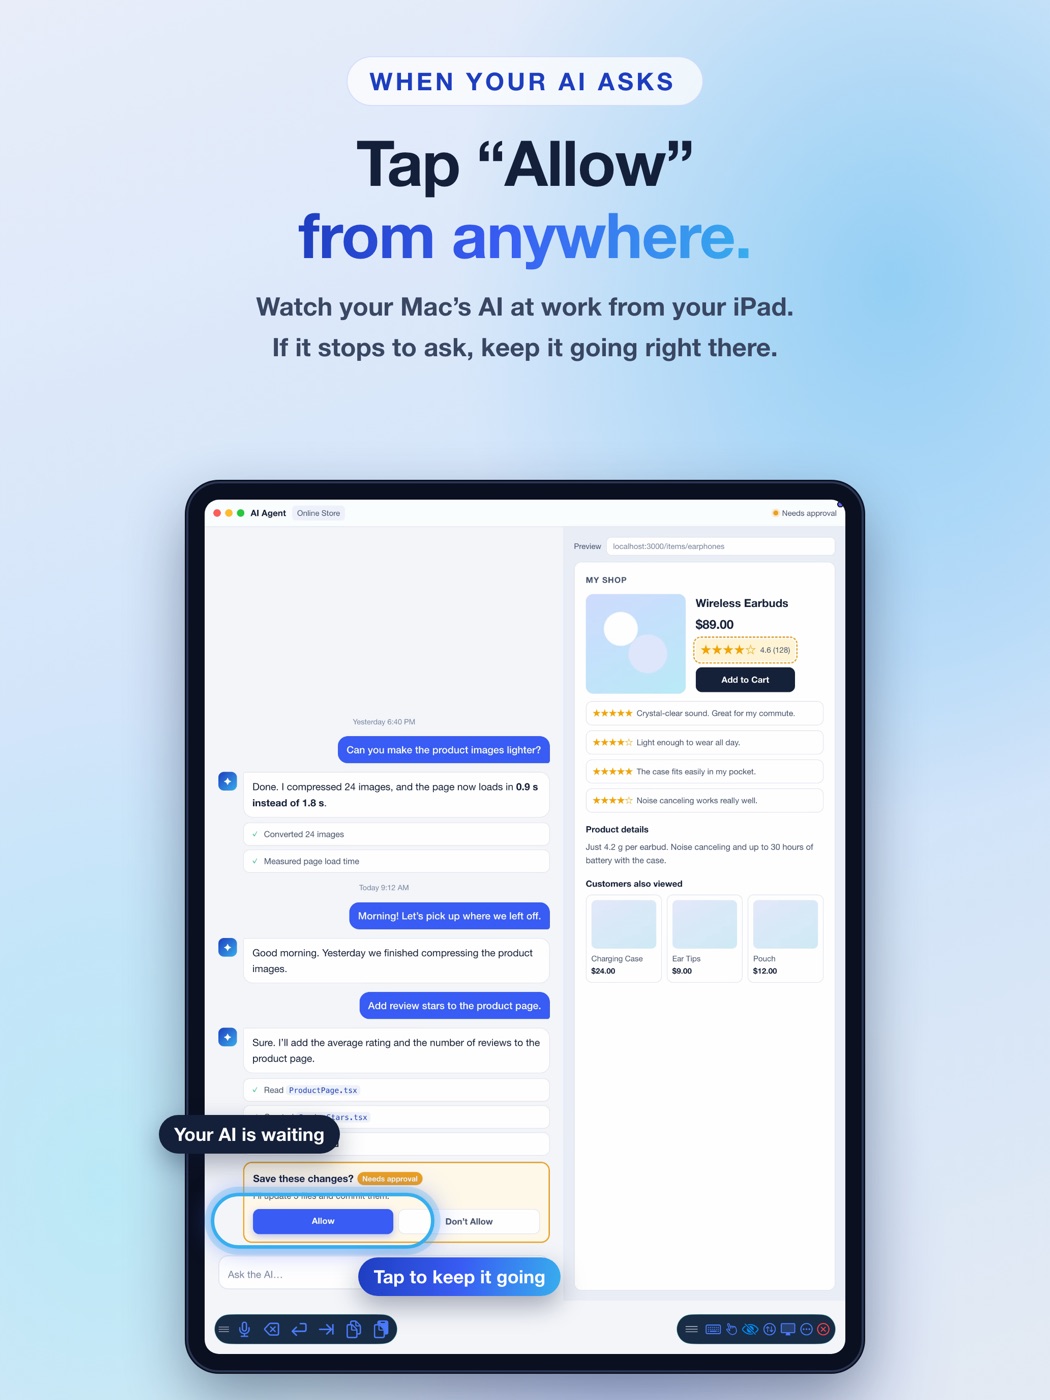 WHEN YOUR AI ASKS
Tap “Allow”
from anywhere.
Watch your Mac’s AI at work from your iPad.
If it stops to ask, keep it going right there.
AI Agent
Online Store
Needs approval
Yesterday 6:40 PM
Can you make the product images lighter?
Done. I compressed 24 images, and the page now loads in 0.9 s
instead of 1.8 s.
✓ Converted 24 images
✓ Measured page load time
Today 9:12 AM
Morning! Let’s pick up where we left off.
Good morning. Yesterday we finished compressing the product
images.
Add review stars to the product page.
Sure. I’ll add the average rating and the number of reviews to the
product page.
✓ Read ProductPage.tsx
Stars.tsx
Your AI is waiting
Save these changes?
Needs approval
I’ll update 3 files and commit them.
Allow
Don’t Allow
Ask the AI…
Tap to keep it going
Preview
localhost:3000/items/earphones
MY SHOP
Wireless Earbuds
$89.00
★★★★☆ 4.6 (128)
Add to Cart
★★★★★ Crystal-clear sound. Great for my commute.
★★★★☆ Light enough to wear all day.
★★★★★ The case fits easily in my pocket.
★★★★☆ Noise canceling works really well.
Product details
Just 4.2 g per earbud. Noise canceling and up to 30 hours of
battery with the case.
Customers also viewed
Charging Case
$24.00
Ear Tips
$9.00
Pouch
$12.00